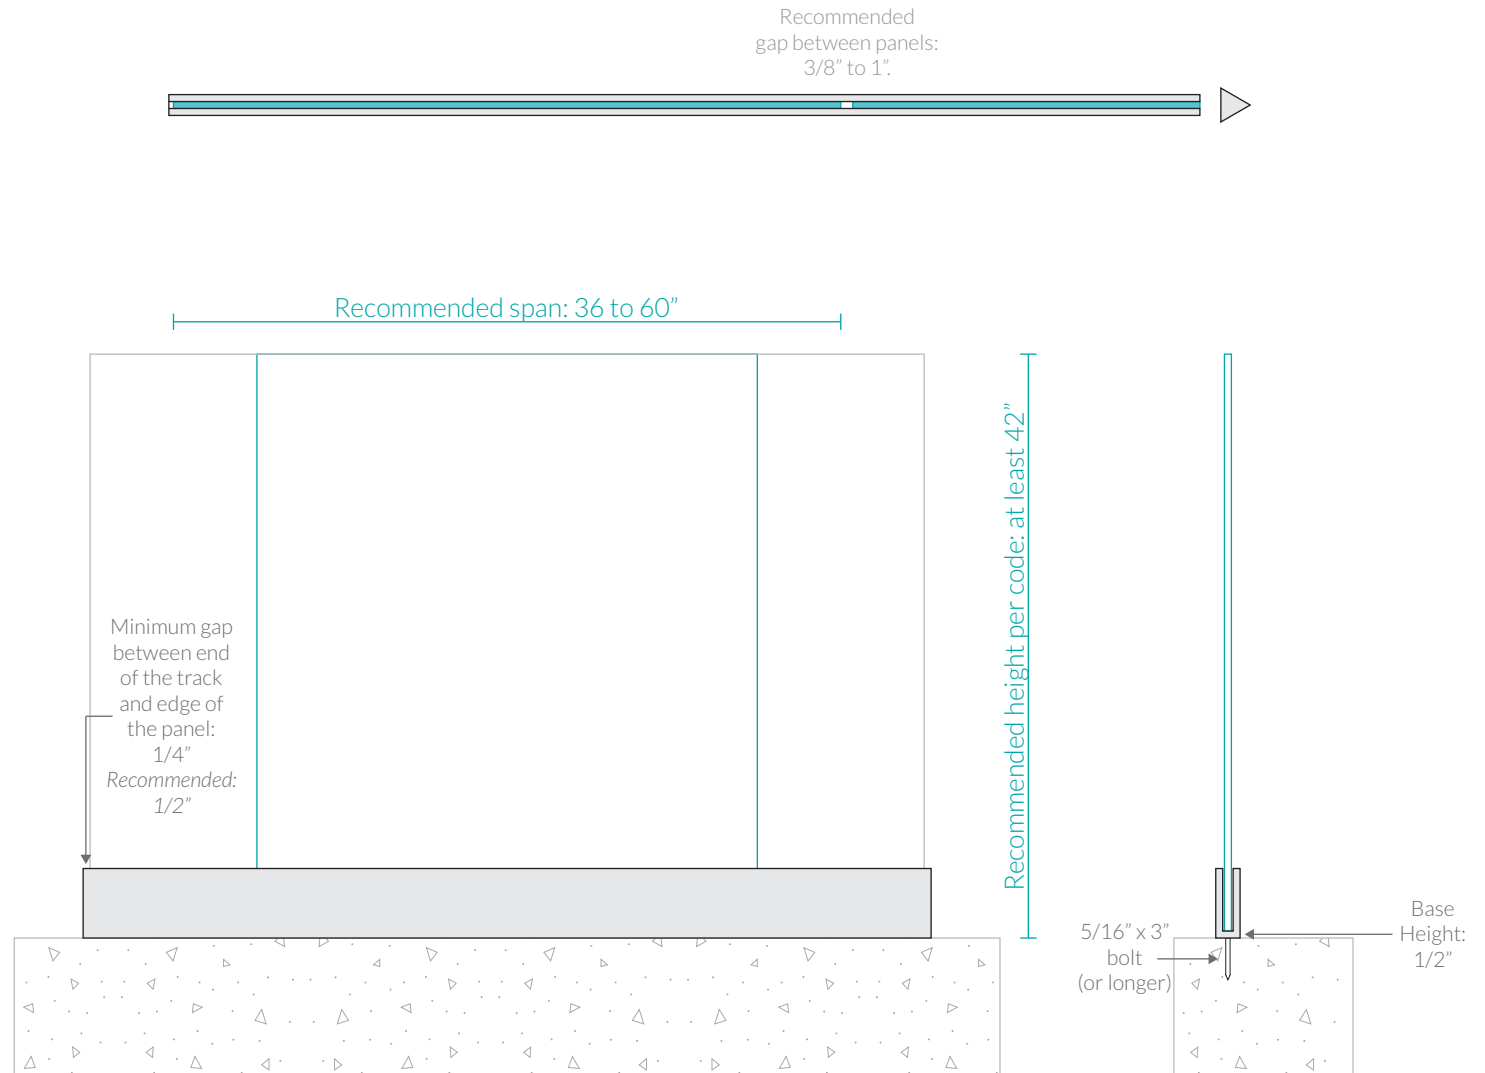 Recommended
gap between panels:
3/8” to 1”.
Recommended span: 36 to 60”
Recommended height per code: at least 42”
Minimum gap
between end
of the track
and edge of
the panel:
1/4”
Recommended:
1/2”
5/16” x 3”
bolt
(or longer)
Base
Height:
1/2”